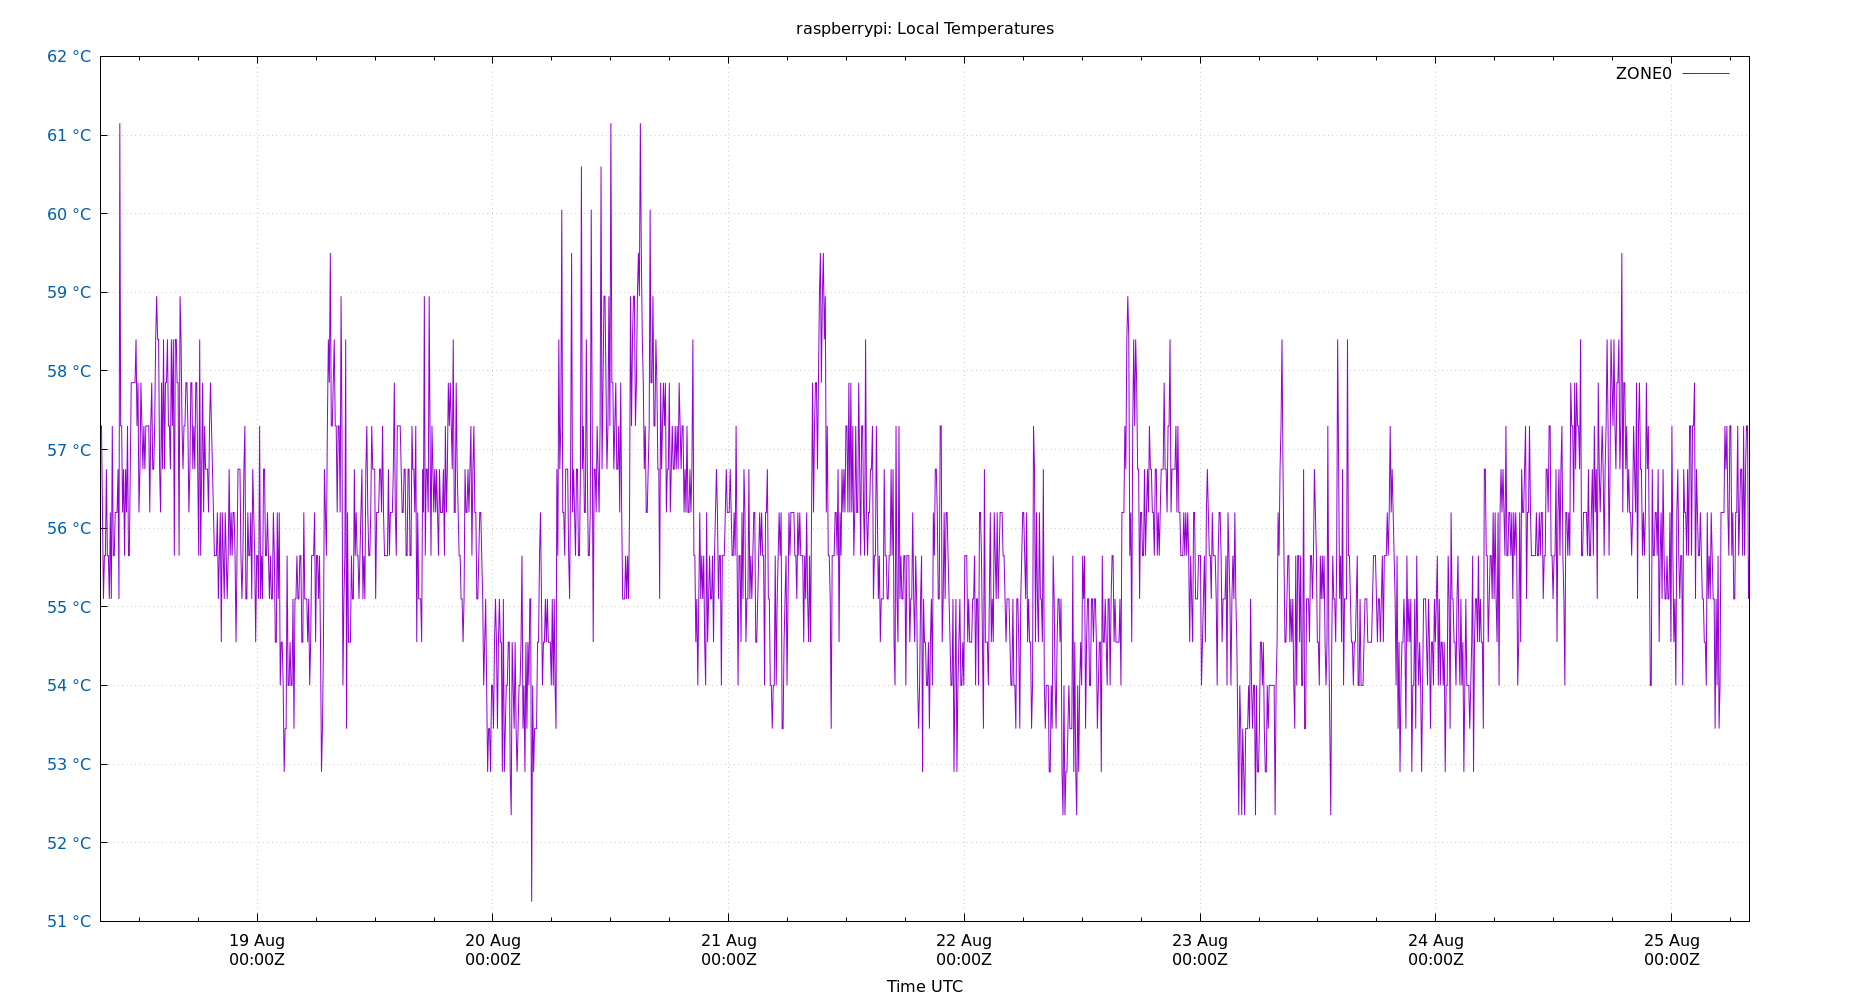 raspberrypi: Local Temperatures
62 °C
ZONE0
61 °C
60 °C
59 °C
58 °C
57 °C
56 °C
55 °C
54 °C
53 °C
52 °C
51 °C
19 Aug 20 Aug 21 Aug 22 Aug 23 Aug 24 Aug 25 Aug
00:00Z 00:00Z 00:00Z 00:00Z 00:00Z 00:00Z 00:00Z
Time UTC